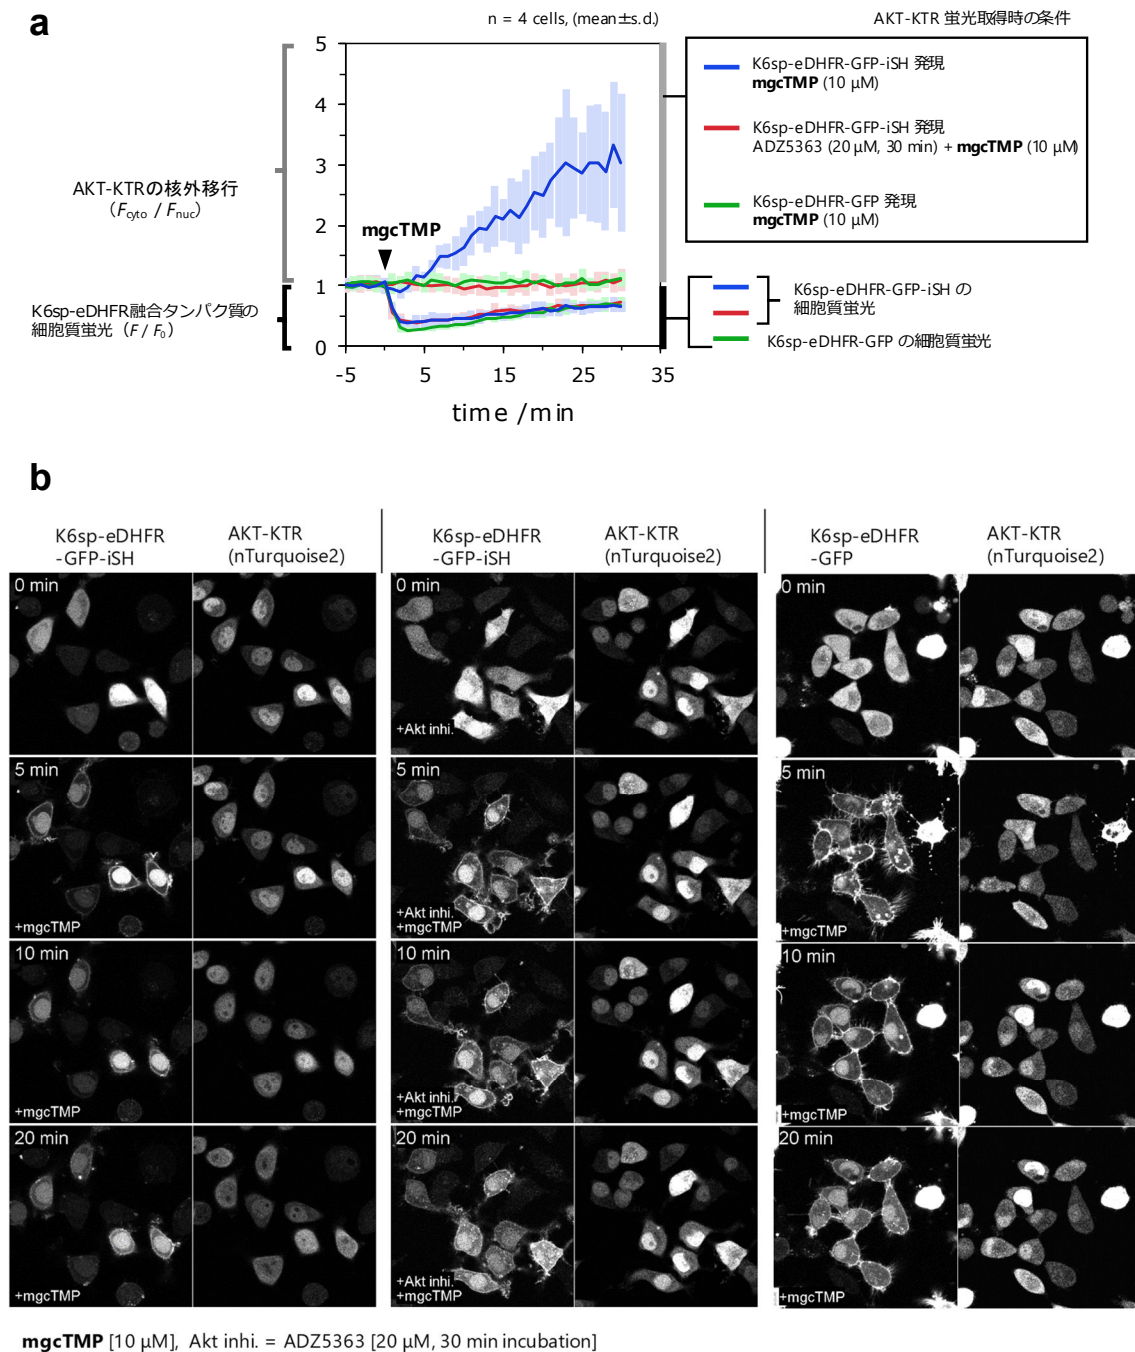 a
n = 4 cells, (mean±s.d.)
AKT-KTR 蛍光取得時の条件
5
4
3
2
1
0
-5
5
15
25
35
time /min
mgcTMP
AKT-KTRの核外移行
（Fcyto / Fnuc）
K6sp-eDHFR融合タンパク質の
細胞質蛍光（F / F0）
K6sp-eDHFR-GFP-iSH 発現
mgcTMP (10 μM)
K6sp-eDHFR-GFP-iSH 発現
ADZ5363 (20 μM, 30 min) + mgcTMP (10 μM)
K6sp-eDHFR-GFP 発現
mgcTMP (10 μM)
K6sp-eDHFR-GFP-iSH の
細胞質蛍光
K6sp-eDHFR-GFP の細胞質蛍光
b
K6sp-eDHFR
-GFP-iSH
AKT-KTR
(nTurquoise2)
K6sp-eDHFR
-GFP-iSH
AKT-KTR
(nTurquoise2)
K6sp-eDHFR
-GFP
AKT-KTR
(nTurquoise2)
0 min
0 min
+Akt inhi.
0 min
5 min
+mgcTMP
5 min
+Akt inhi.
+mgcTMP
5 min
+mgcTMP
10 min
+mgcTMP
10 min
+Akt inhi.
+mgcTMP
10 min
+mgcTMP
20 min
+mgcTMP
20 min
+Akt inhi.
+mgcTMP
20 min
+mgcTMP
mgcTMP [10 μM], Akt inhi. = ADZ5363 [20 μM, 30 min incubation]